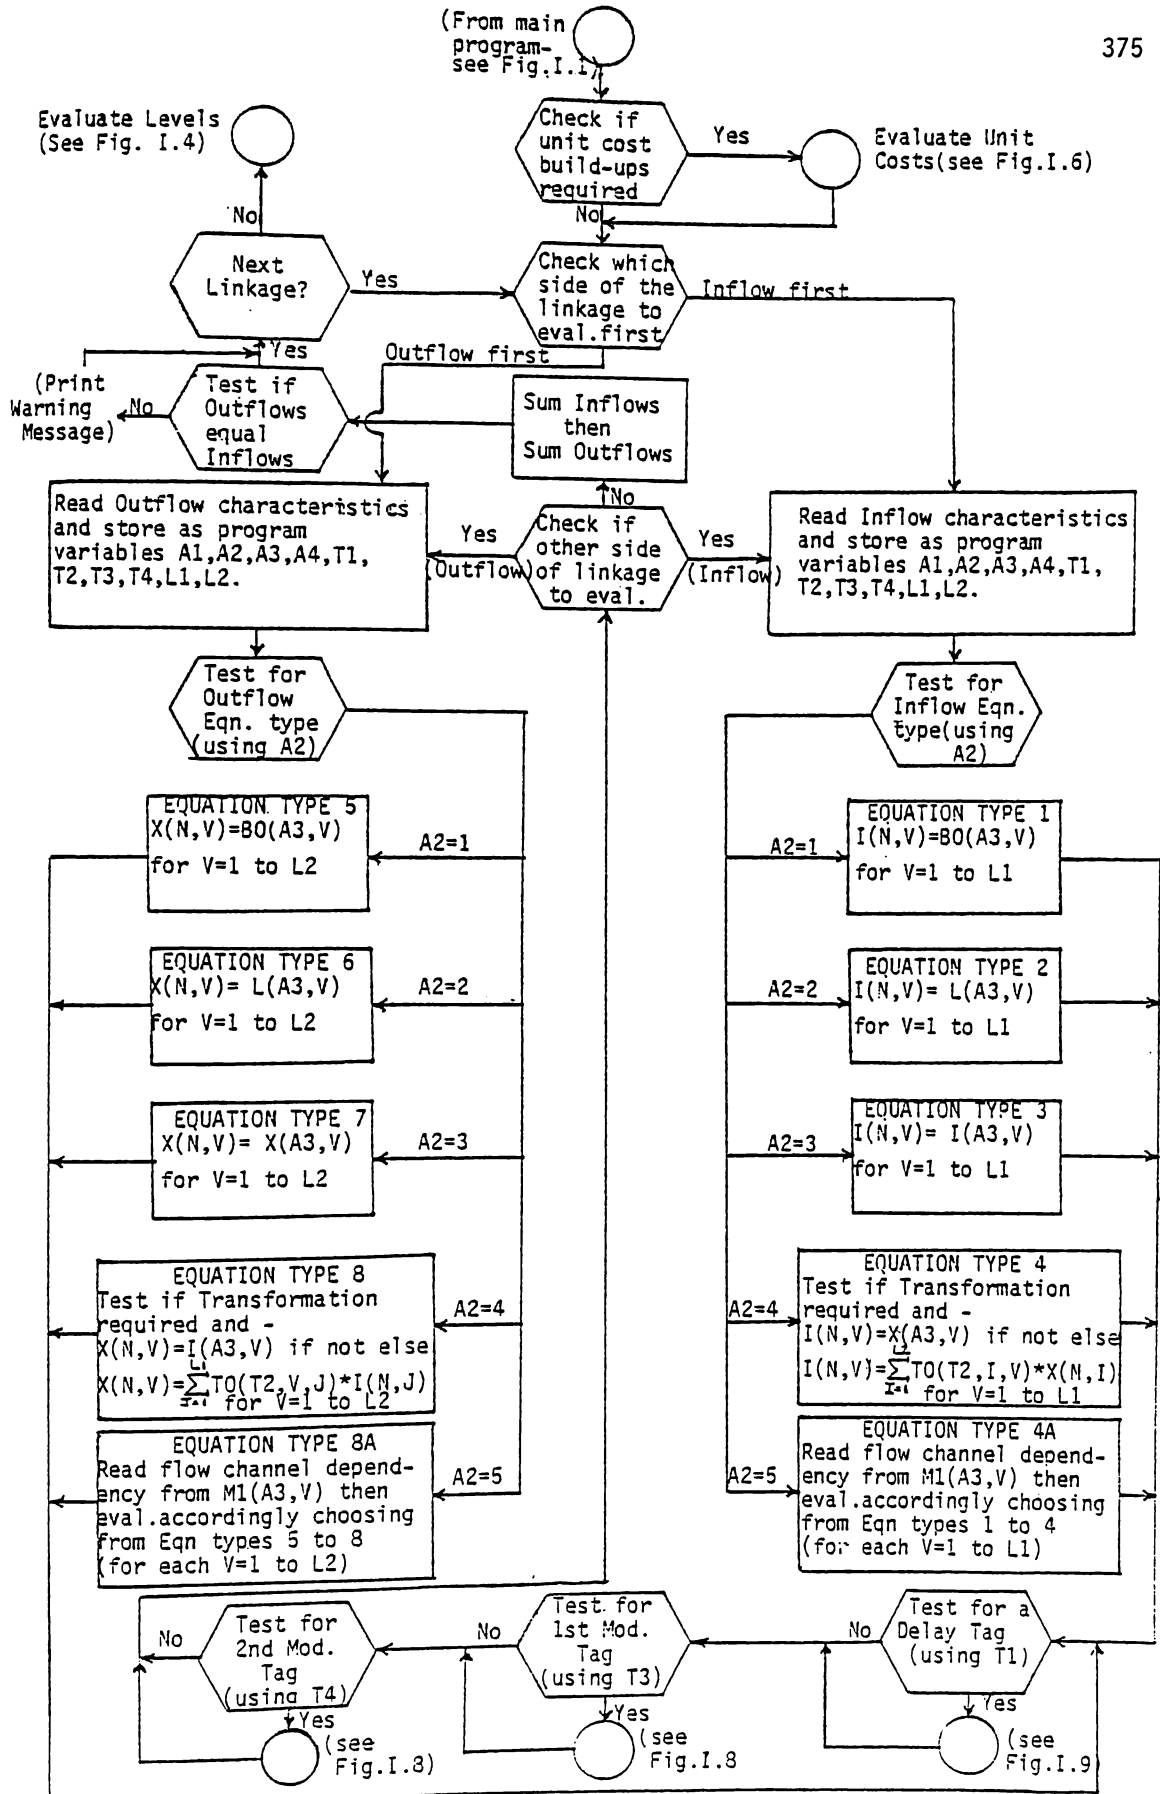 375
(From main
program-
see Fig.I.1)
Check if
unit cost
build-ups
required
Yes
Evaluate Unit
Costs(see Fig.I.6)
No
Evaluate Levels
(See Fig. I.4)
No
Next
Linkage?
Yes
Check which
side of the
linkage to
eval.first
Inflow first
Outflow first
Yes
(Print
Warning
Message)
No
Test if
Outflows
equal
Inflows
Sum Inflows
then
Sum Outflows
No
Read Outflow characteristics
and store as program
variables A1,A2,A3,A4,T1,
T2,T3,T4,L1,L2.
Yes
(Outflow)
Check if
other side
of linkage
to eval.
Yes
(Inflow)
Read Inflow characteristics
and store as program
variables A1,A2,A3,A4,T1,
T2,T3,T4,L1,L2.
Test for
Outflow
Eqn. type
(using A2)
Test for
Inflow Eqn.
type(using
A2)
EQUATION TYPE 5
X(N,V)=BO(A3,V)
for V=1 to L2
A2=1
A2=1
EQUATION TYPE 1
I(N,V)=BO(A3,V)
for V=1 to L1
EQUATION TYPE 6
X(N,V)= L(A3,V)
for V=1 to L2
A2=2
A2=2
EQUATION TYPE 2
I(N,V)= L(A3,V)
for V=1 to L1
EQUATION TYPE 7
X(N,V)= X(A3,V)
for V=1 to L2
A2=3
A2=3
EQUATION TYPE 3
I(N,V)= I(A3,V)
for V=1 to L1
EQUATION TYPE 8
Test if Transformation
required and -
X(N,V)=I(A3,V) if not else
L1
X(N,V)=∑TO(T2,V,J)*I(N,J)
J=1
for V=1 to L2
A2=4
A2=4
EQUATION TYPE 4
Test if Transformation
required and -
I(N,V)=X(A3,V) if not else
L2
I(N,V)=∑TO(T2,I,V)*X(N,I)
I=1
for V=1 to L1
EQUATION TYPE 8A
Read flow channel depend-
ency from M1(A3,V) then
eval.accordingly choosing
from Eqn types 5 to 8
(for each V=1 to L2)
A2=5
A2=5
EQUATION TYPE 4A
Read flow channel depend-
ency from M1(A3,V) then
eval.accordingly choosing
from Eqn types 1 to 4
(for each V=1 to L1)
No
Test for
2nd Mod.
Tag
(using T4)
No
Test for
1st Mod.
Tag
(using T3)
No
Test for a
Delay Tag
(using T1)
Yes
(see
Fig.I.8)
Yes
(see
Fig.I.8
Yes
(see
Fig.I.9)